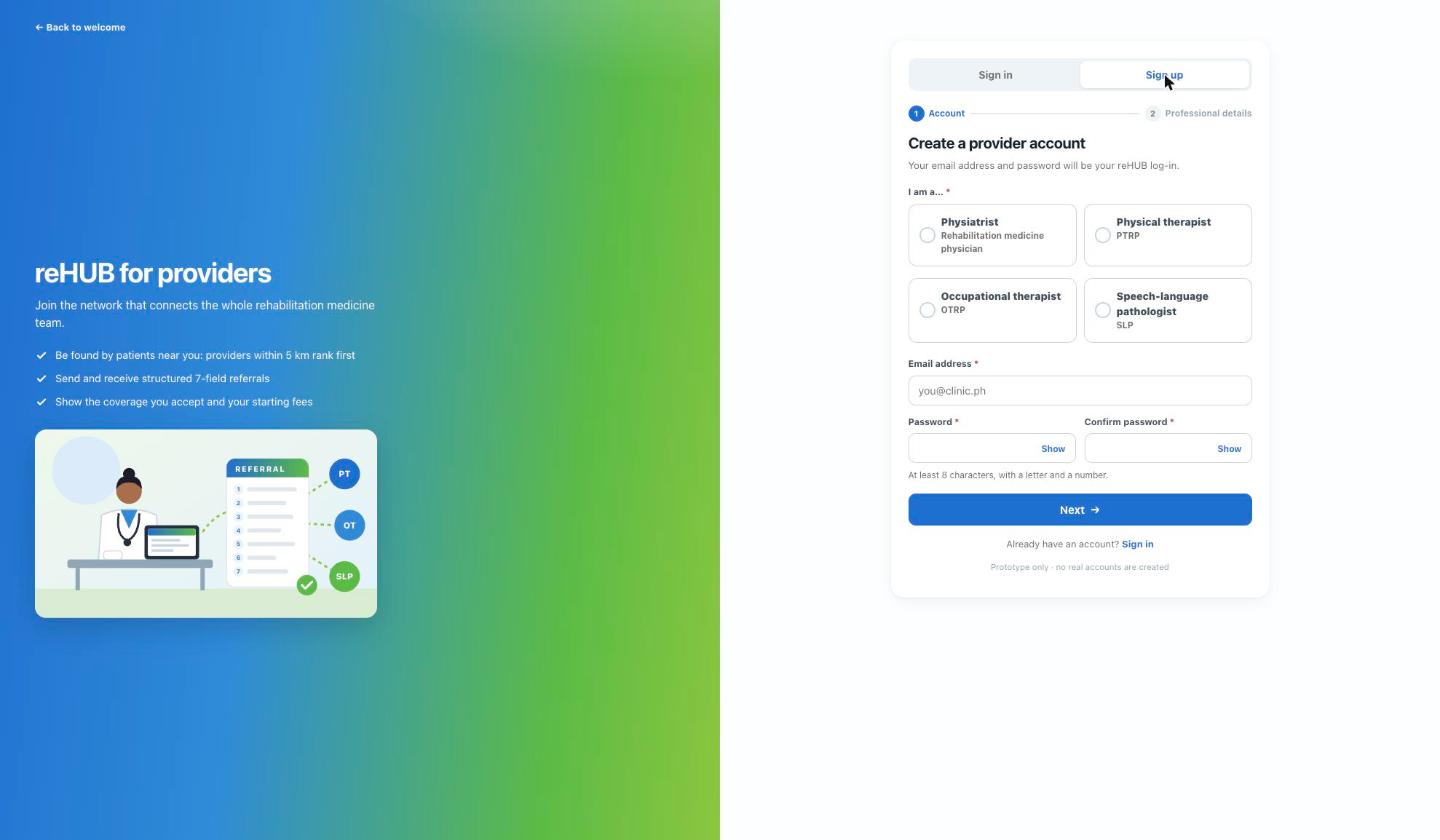 ← Back to welcome
reHUB for providers
Join the network that connects the whole rehabilitation medicine
team.
Be found by patients near you: providers within 5 km rank first
Send and receive structured 7-field referrals
Show the coverage you accept and your starting fees
REFERRAL
1
2
3
4
5
6
7
PT
OT
SLP
Sign in
Sign up
1 Account
2 Professional details
Create a provider account
Your email address and password will be your reHUB log-in.
I am a... *
Physiatrist
Rehabilitation medicine
physician
Physical therapist
PTRP
Occupational therapist
OTRP
Speech-language
pathologist
SLP
Email address *
you@clinic.ph
Password *
Show
Confirm password *
Show
At least 8 characters, with a letter and a number.
Next →
Already have an account? Sign in
Prototype only · no real accounts are created